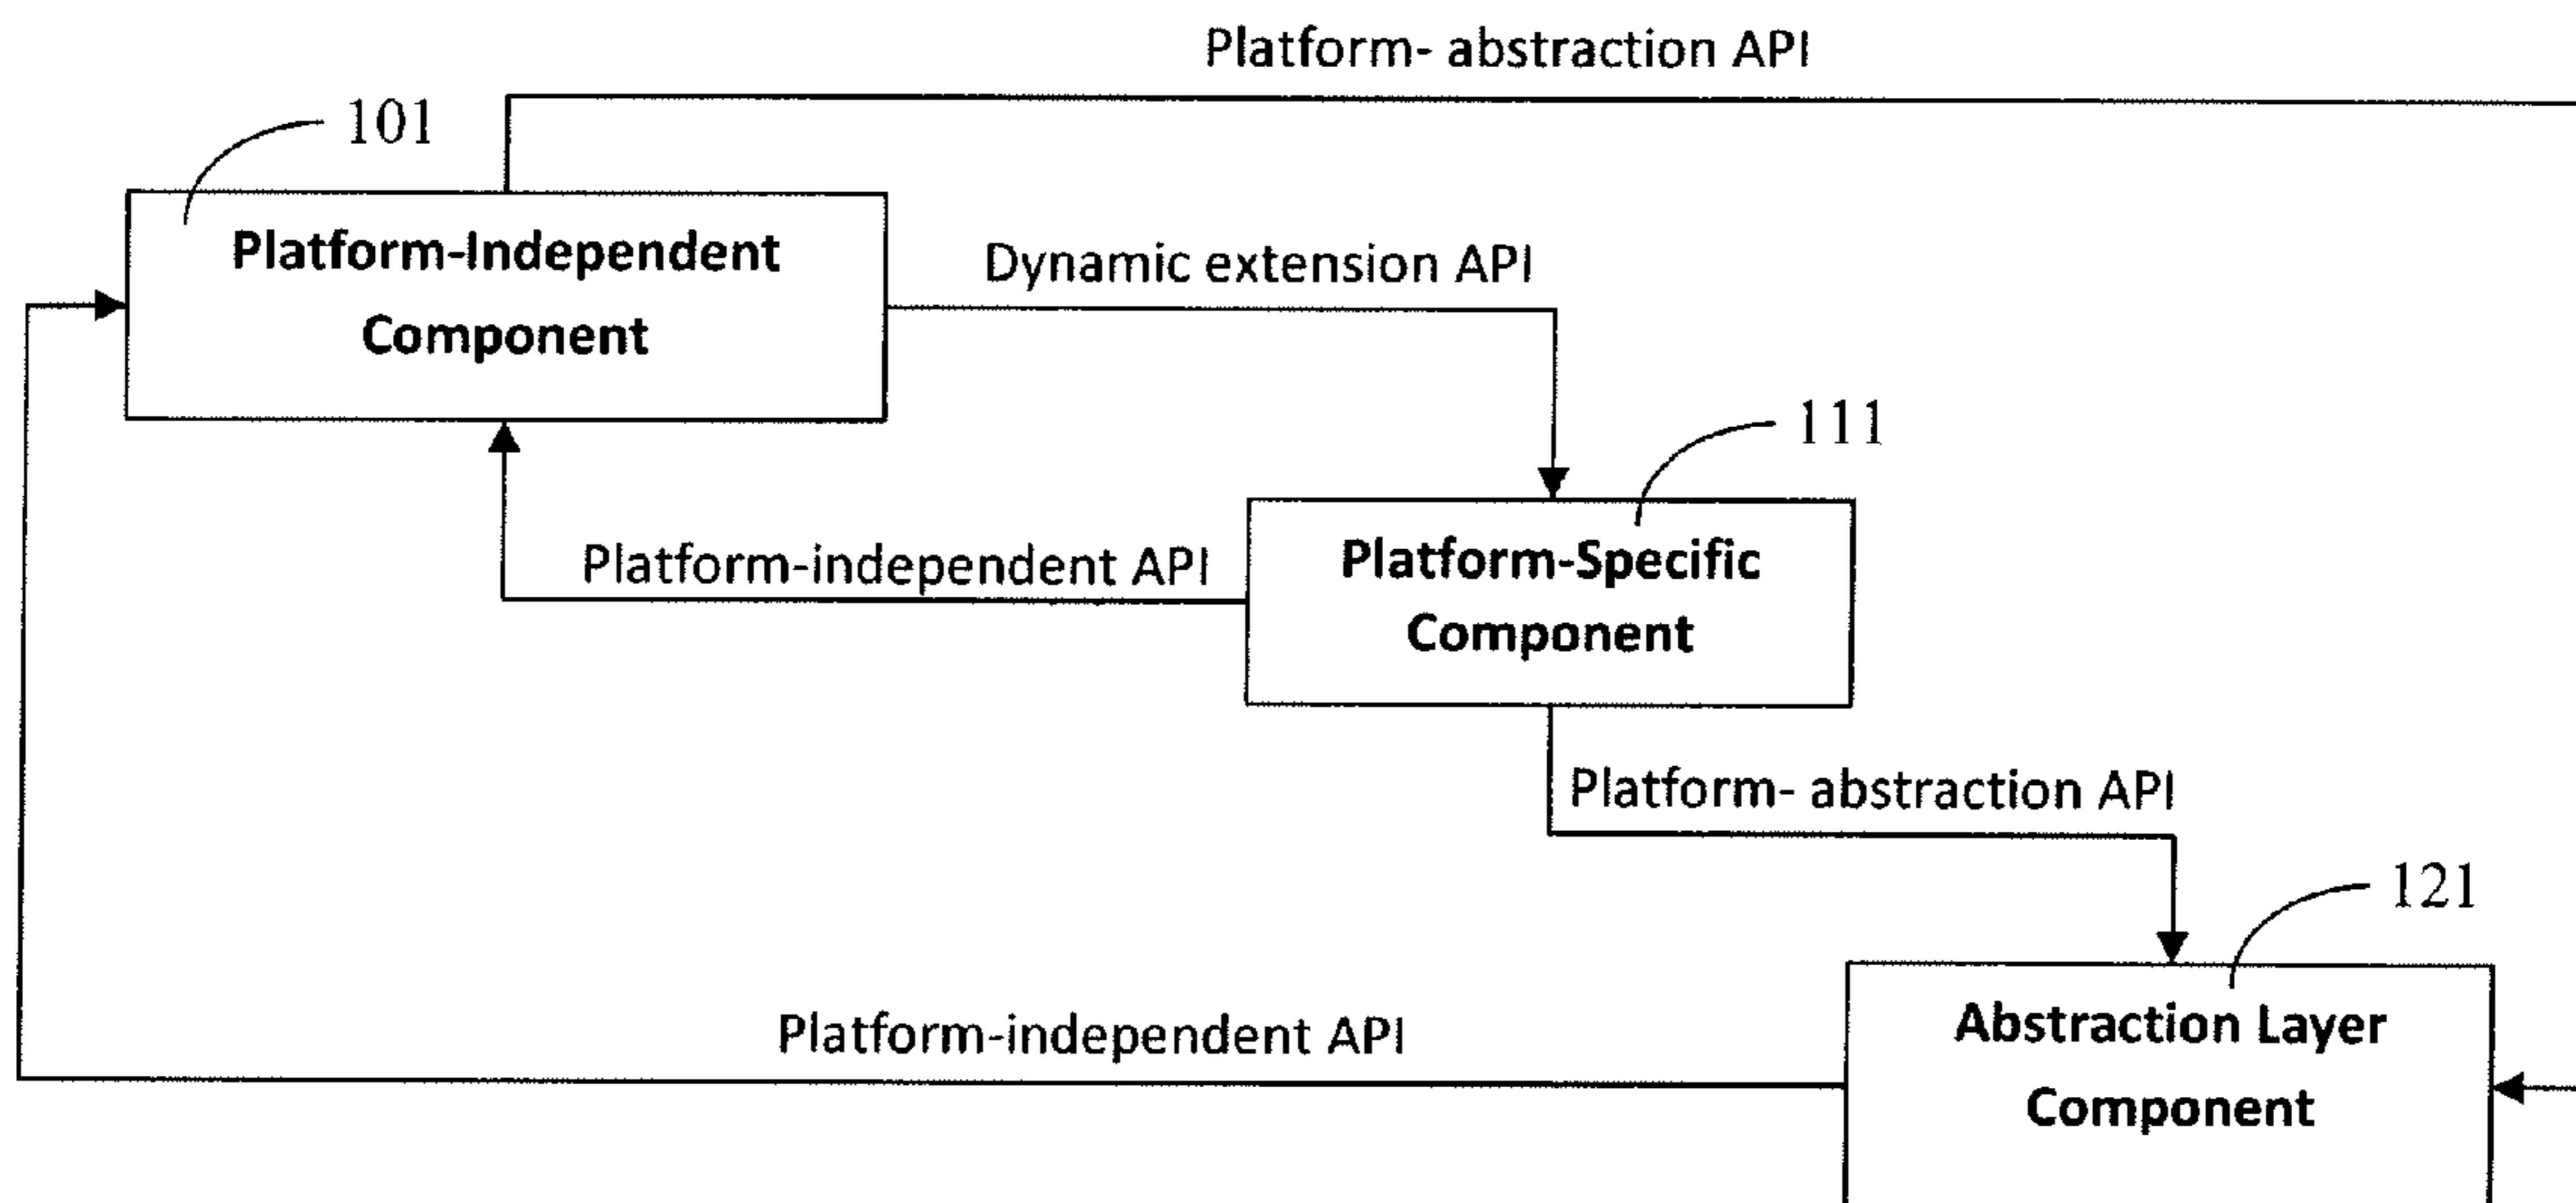 Platform- abstraction API
101
Platform-Independent
Component
Dynamic extension API
111
Platform-independent API
Platform-Specific
Component
Platform- abstraction API
121
Platform-independent API
Abstraction Layer
Component